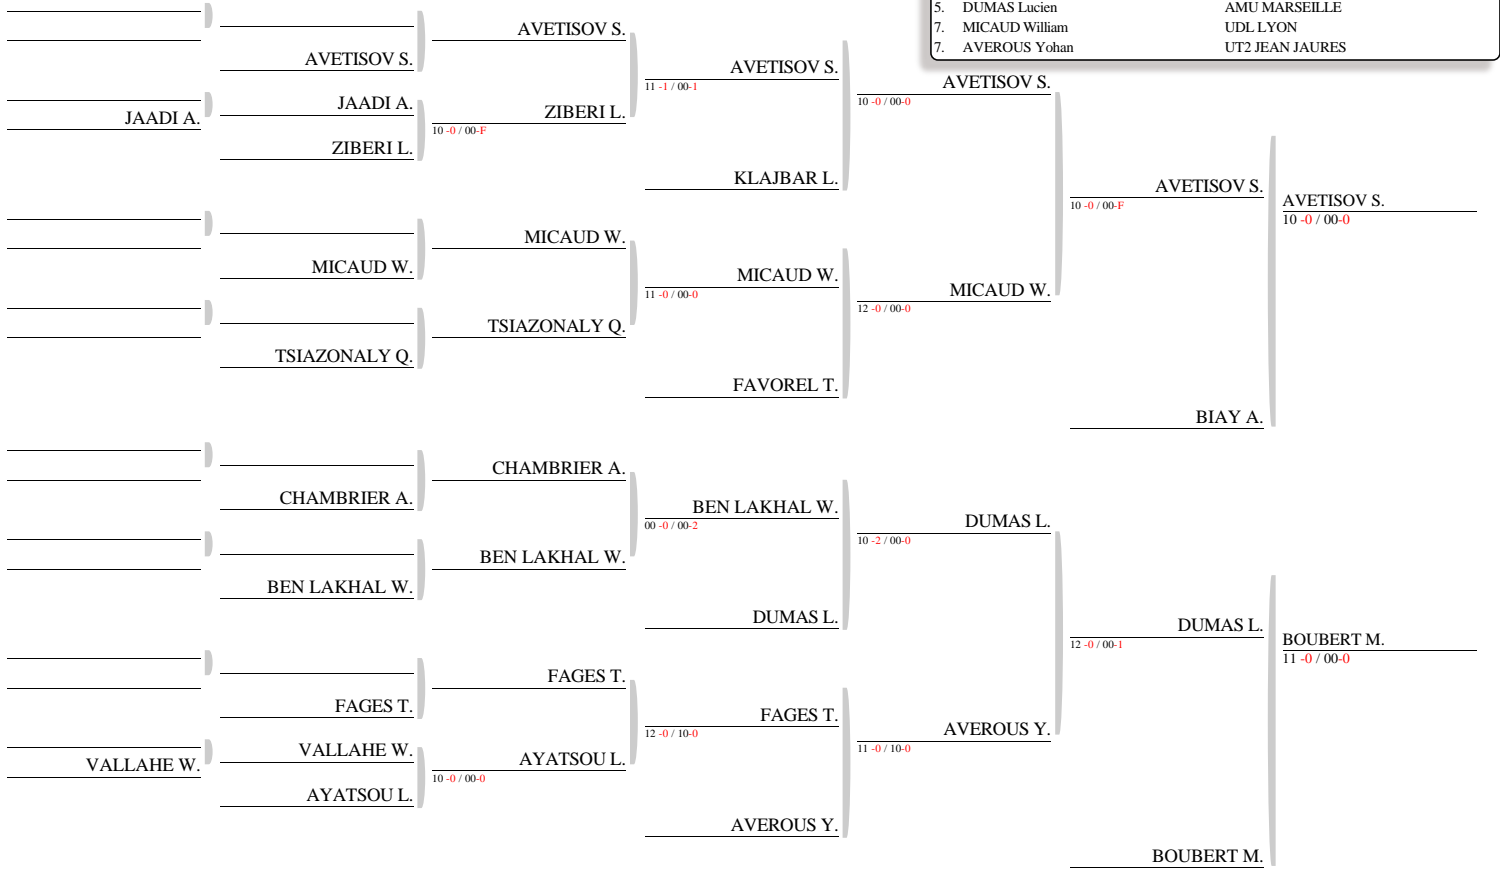 5. DUMAS Lucien AMU MARSEILLE
7. MICAUD William UDL LYON
7. AVEROUS Yohan UT2 JEAN JAURES
JAADI A.
VALLAHE W.
AVETISOV S.
JAADI A.
ZIBERI L.
MICAUD W.
TSIAZONALY Q.
CHAMBRIER A.
BEN LAKHAL W.
FAGES T.
VALLAHE W.
AYATSOU L.
AVETISOV S.
ZIBERI L.
10 -0 / 00-F
MICAUD W.
TSIAZONALY Q.
CHAMBRIER A.
BEN LAKHAL W.
FAGES T.
AYATSOU L.
10 -0 / 00-0
AVETISOV S.
11 -1 / 00-1
KLAJBAR L.
MICAUD W.
11 -0 / 00-0
FAVOREL T.
BEN LAKHAL W.
00 -0 / 00-2
DUMAS L.
FAGES T.
12 -0 / 10-0
AVEROUS Y.
AVETISOV S.
10 -0 / 00-0
MICAUD W.
12 -0 / 00-0
DUMAS L.
10 -2 / 00-0
AVEROUS Y.
11 -0 / 10-0
AVETISOV S.
10 -0 / 00-F
BIAY A.
DUMAS L.
12 -0 / 00-1
BOUBERT M.
AVETISOV S.
10 -0 / 00-0
BOUBERT M.
11 -0 / 00-0